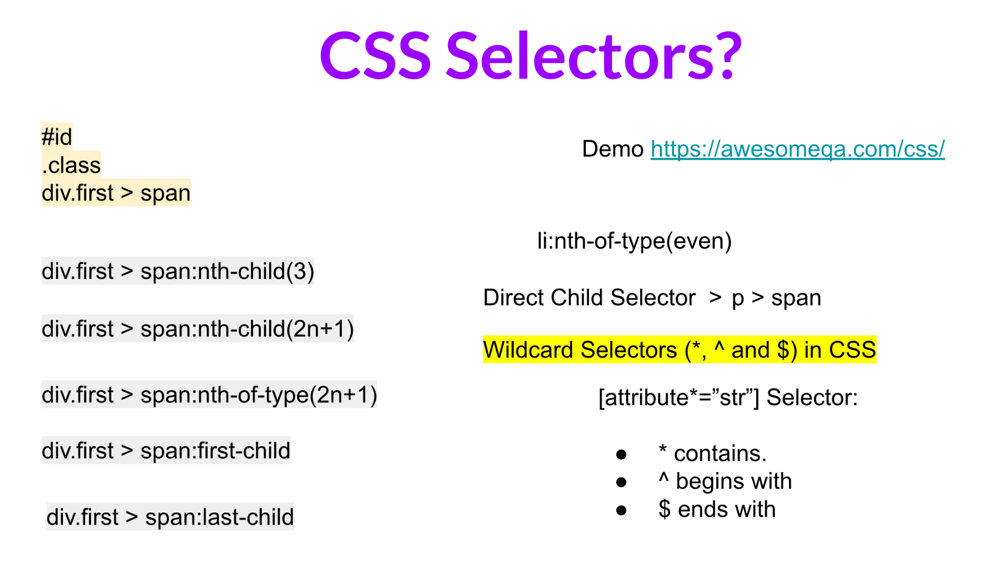 CSS Selectors?
#id
.class
div.first > span
div.first > span:nth-child(3)
div.first > span:nth-child(2n+1)
div.first > span:nth-of-type(2n+1)
div.first > span:first-child
div.first > span:last-child
Demo https://awesomeqa.com/css/
li:nth-of-type(even)
Direct Child Selector  > p > span
Wildcard Selectors (*, ^ and $) in CSS
[attribute*=”str”] Selector:
● * contains.
● ^ begins with
● $ ends with